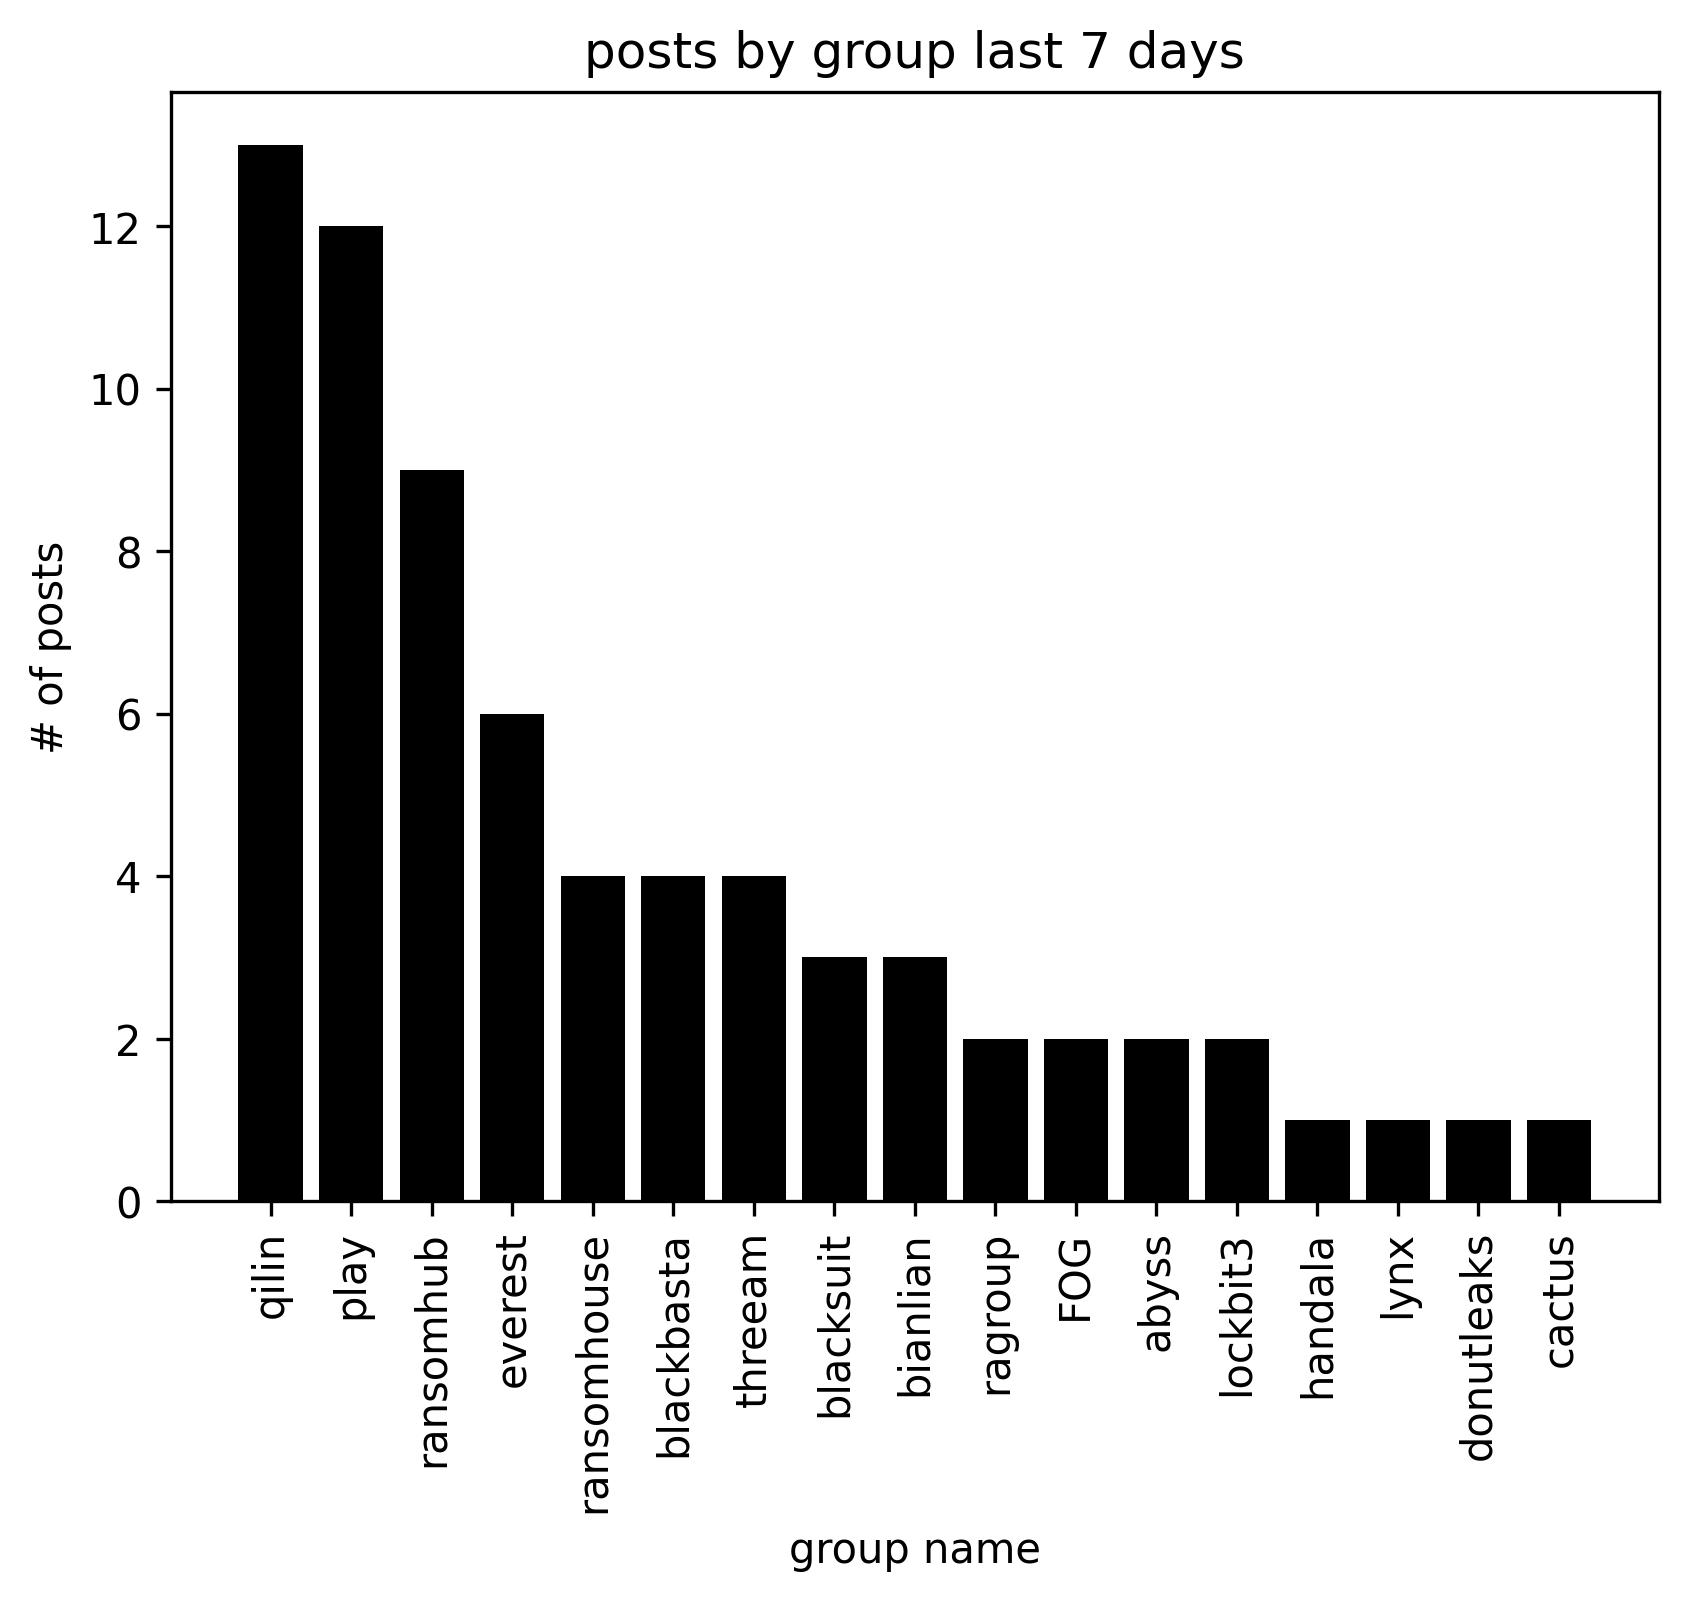 posts by group last 7 days
# of posts
12
10
8
6
4
2
0
qilin
play
ransomhub
everest
ransomhouse
blackbasta
threeam
blacksuit
bianlian
ragroup
FOG
abyss
lockbit3
handala
lynx
donutleaks
cactus
group name